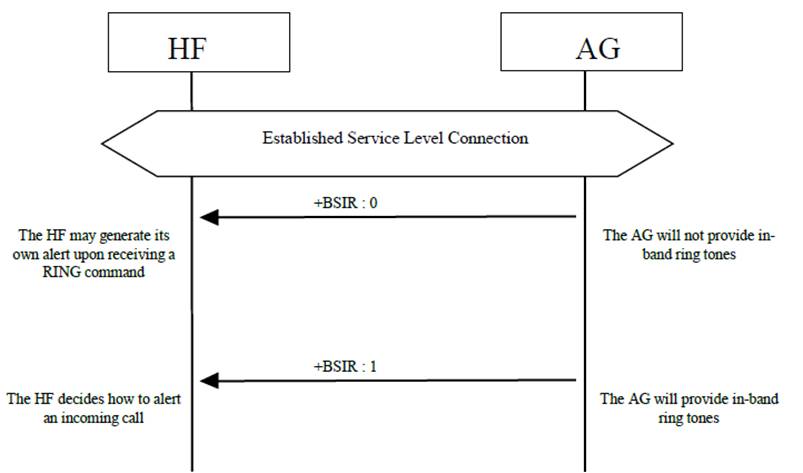 HF
AG
Established Service Level Connection
+BSIR : 0
The HF may generate its
own alert upon receiving a
RING command
The AG will not provide in-
band ring tones
+BSIR : 1
The HF decides how to alert
an incoming call
The AG will provide in-band
ring tones